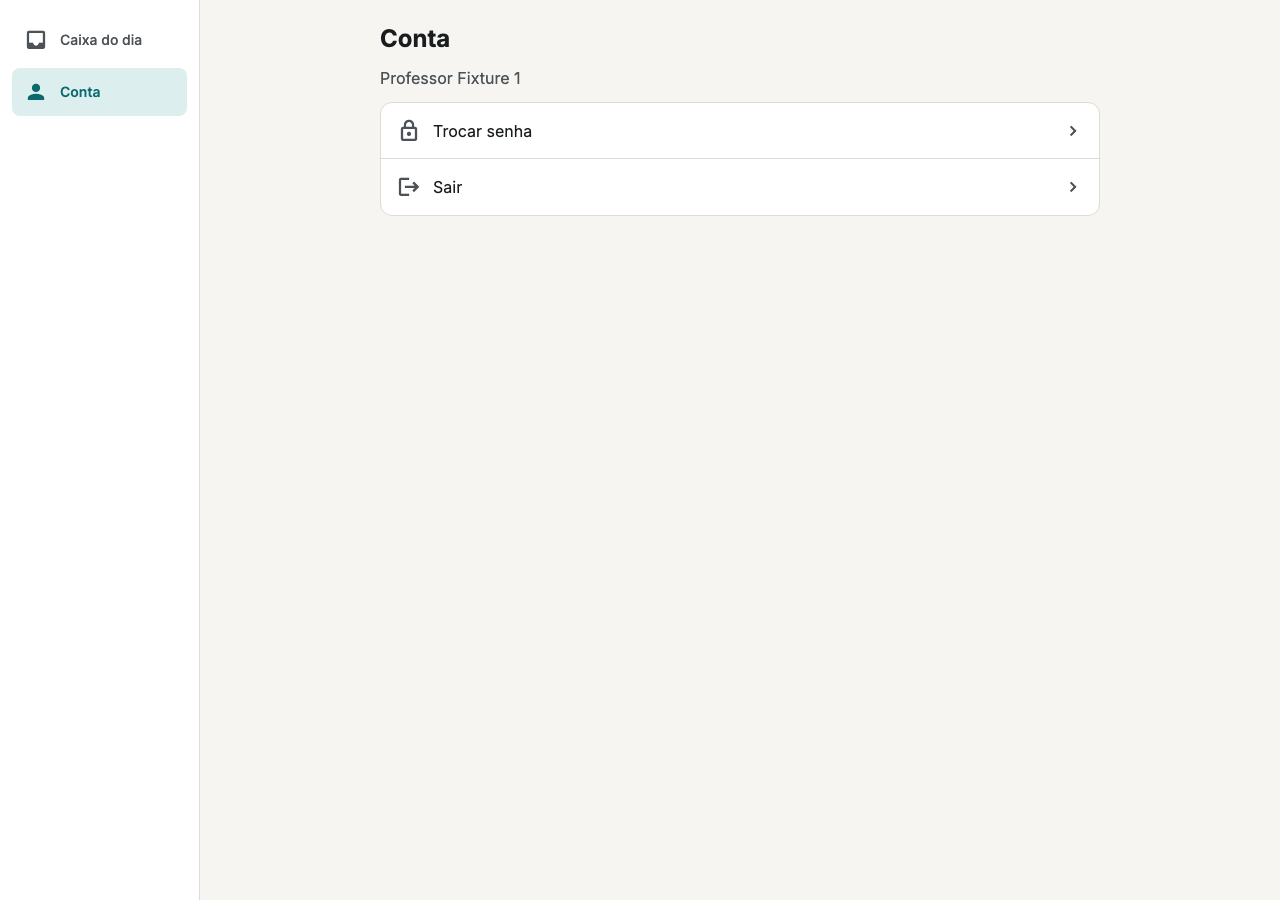 Caixa do dia
Conta
Conta
Professor Fixture 1
Trocar senha
Sair